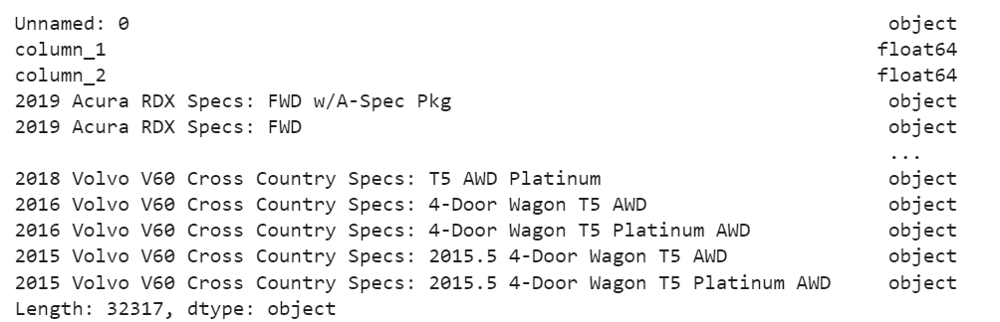 Unnamed: 0 object
column_1 float64
column_2 float64
2019 Acura RDX Specs: FWD w/A-Spec Pkg object
2019 Acura RDX Specs: FWD object
...
2018 Volvo V60 Cross Country Specs: T5 AWD Platinum object
2016 Volvo V60 Cross Country Specs: 4-Door Wagon T5 AWD object
2016 Volvo V60 Cross Country Specs: 4-Door Wagon T5 Platinum AWD object
2015 Volvo V60 Cross Country Specs: 2015.5 4-Door Wagon T5 AWD object
2015 Volvo V60 Cross Country Specs: 2015.5 4-Door Wagon T5 Platinum AWD object
Length: 32317, dtype: object